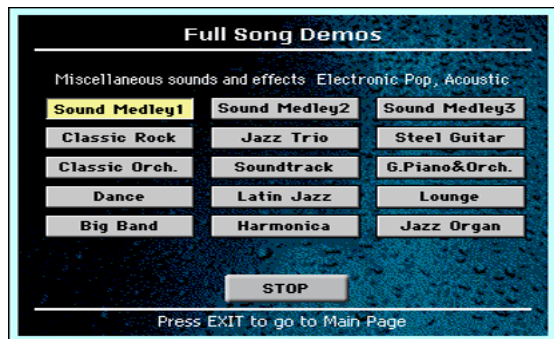 Full Song Demos
Miscellaneous sounds and effects Electronic Pop, Acoustic
Sound Medley1 Sound Medley2 Sound Medley3
Classic Rock Jazz Trio Steel Guitar
Classic Orch. Soundtrack G.Piano&Orch.
Dance Latin Jazz Lounge
Big Band Harmonica Jazz Organ
STOP
Press EXIT to go to Main Page